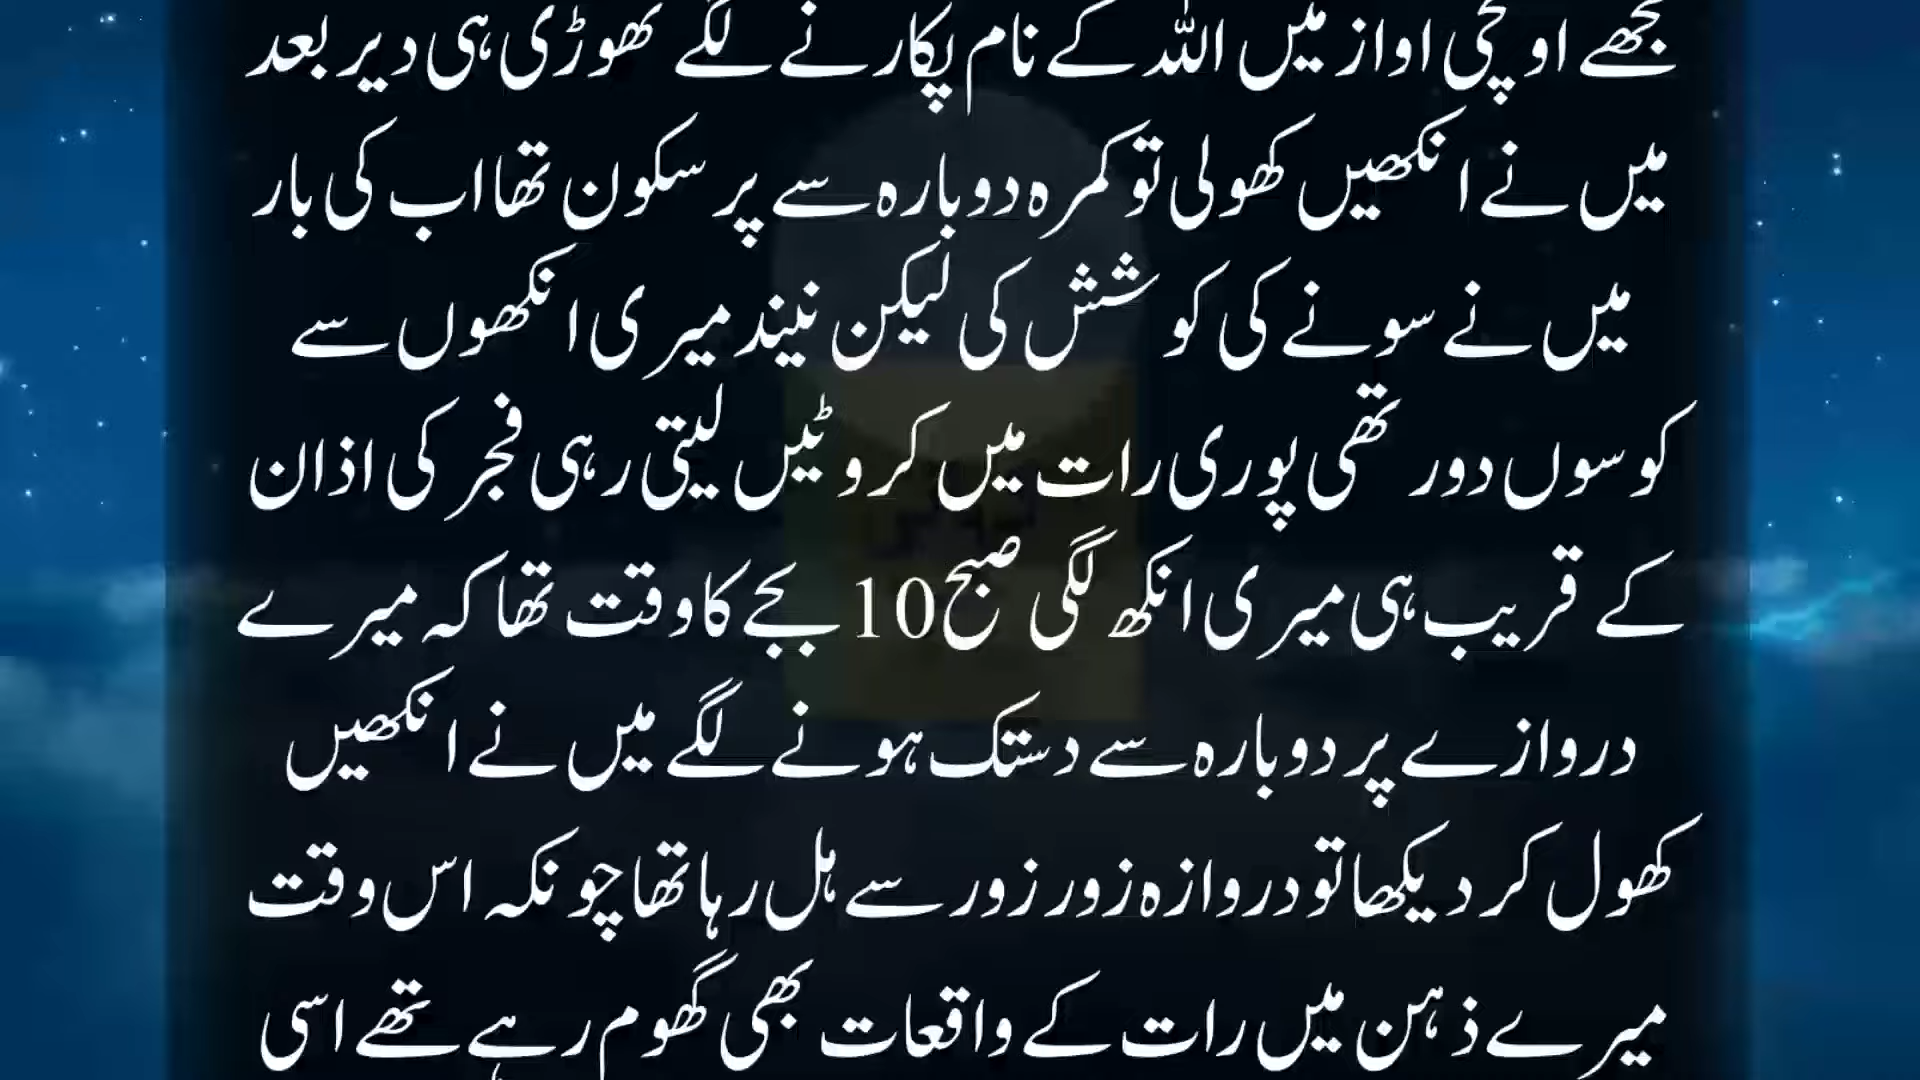 مجھے اونچی اواز میں اللہ کے نام پکارنے لگے تھوڑی ہی دیر بعد
میں نے انکھیں کھولی تو کمرہ دوبارہ سے پر سکون تھا اب کی بار
میں نے سونے کی کوشش کی لیکن نیند میری انکھوں سے
کوسوں دور تھی پوری رات میں کروٹیں لیتی رہی فجر کی اذان
کے قریب ہی میری انکھ لگی صبح 10 بجے کا وقت تھا کہ میرے
دروازے پر دوبارہ سے دستک ہونے لگے میں نے انکھیں
کھول کر دیکھا تو دروازہ زور زور سے ہل رہا تھا چونکہ اس وقت
میرے ذہن میں رات کے واقعات بھی گھوم رہے تھے اسی